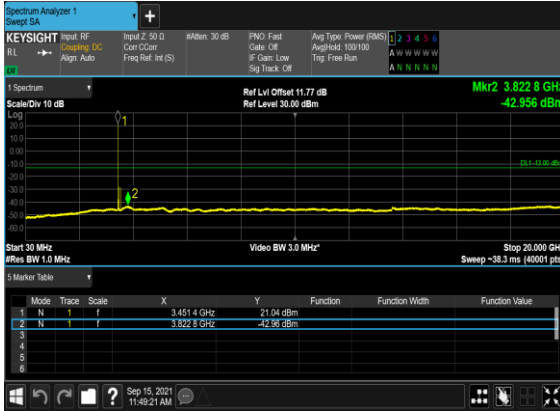 Spectrum Analyzer 1
Swept SA
+
KEYSIGHT
RL
Input: RF
Coupling: DC
Align: Auto
Input Z: 50 Ω
Corr CCorr
Freq Ref: Int (S)
#Atten: 30 dB
PNO: Fast
Gate: Off
IF Gain: Low
Sig Track: Off
Avg Type: Power (RMS)
Avg|Hold: 100/100
Trig: Free Run
1 2 3 4 5 6
A W W W W W
A N N N N N
1 Spectrum
Scale/Div 10 dB
Ref Lvl Offset 11.77 dB
Ref Level 30.00 dBm
Mkr2 3.822 8 GHz
-42.956 dBm
Log
20.0
10.0
0.00
-10.0
-20.0
-30.0
-40.0
-50.0
-60.0
1
2
DL1 -13.00 dBm
Start 30 MHz
#Res BW 1.0 MHz
Video BW 3.0 MHz*
Stop 20.000 GH
Sweep ~38.3 ms (40001 pts
5 Marker Table
Mode Trace Scale X Y Function Function Width Function Value
1 N 1 f 3.451 4 GHz 21.04 dBm
2 N 1 f 3.822 8 GHz -42.96 dBm
3
4
5
6
?
Sep 15, 2021
11:49:21 AM